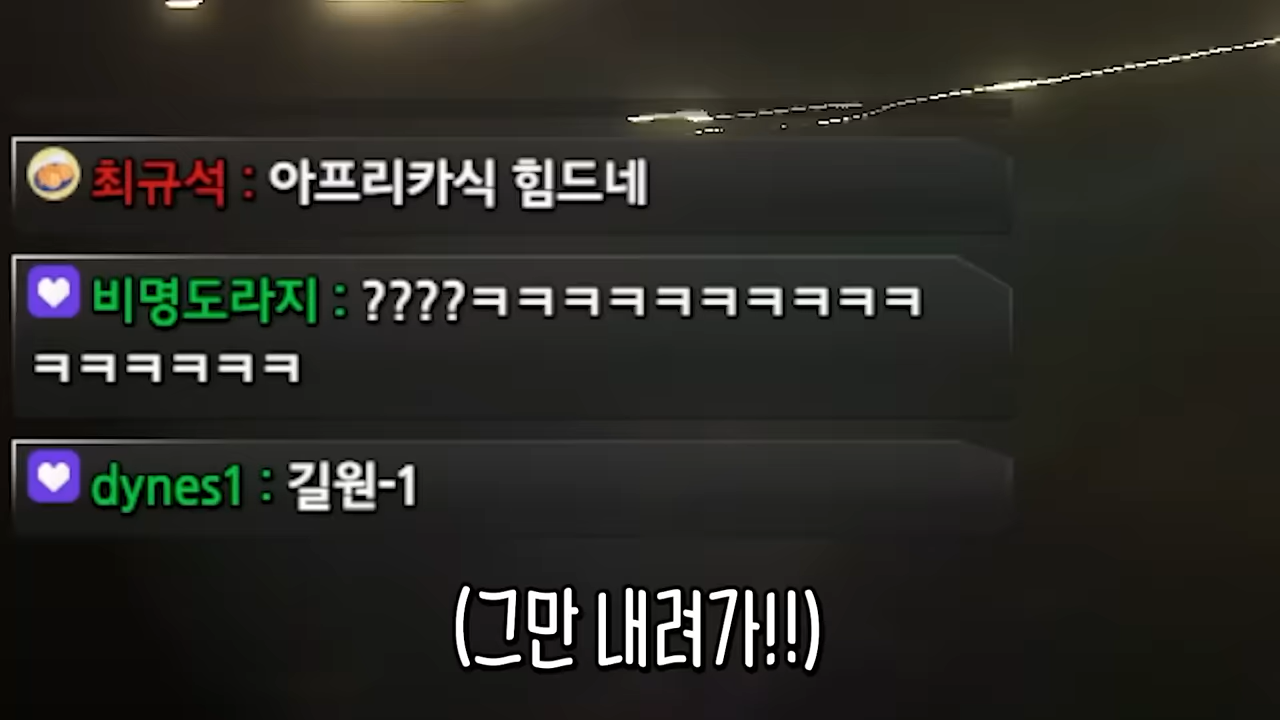 최규석 : 아프리카식 힘드네
비명도라지 : ????ㅋㅋㅋㅋㅋㅋㅋㅋㅋㅋ
ㅋㅋㅋㅋㅋㅋ
dynes1 : 길원-1
(그만 내려가!!)